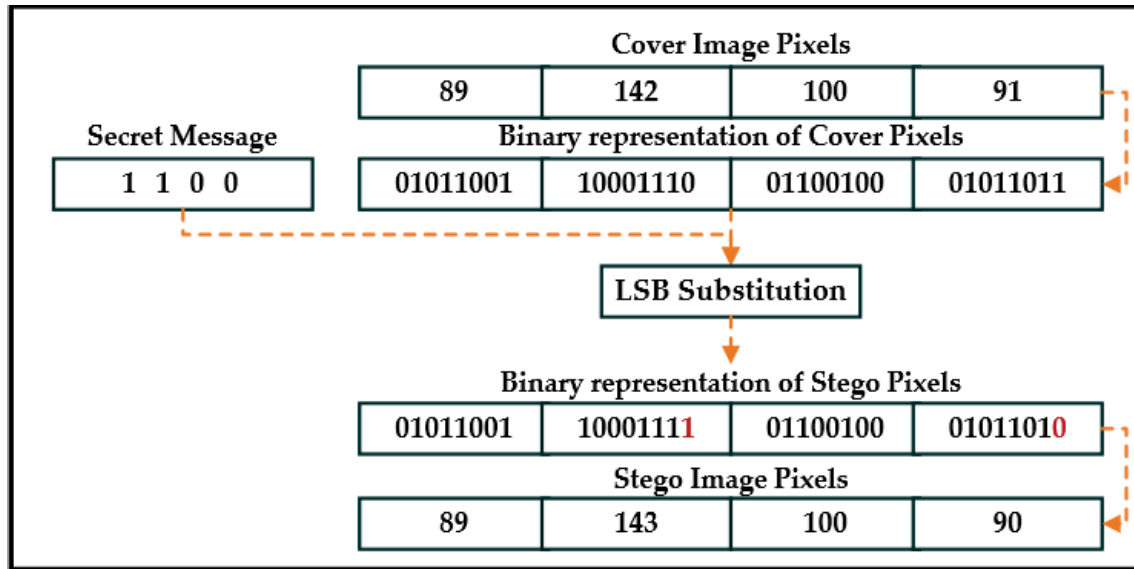 Cover Image Pixels
89 142 100 91
Secret Message
Binary representation of Cover Pixels
1 1 0 0
01011001 10001110 01100100 01011011
LSB Substitution
Binary representation of Stego Pixels
01011001 10001111 01100100 01011010
Stego Image Pixels
89 143 100 90